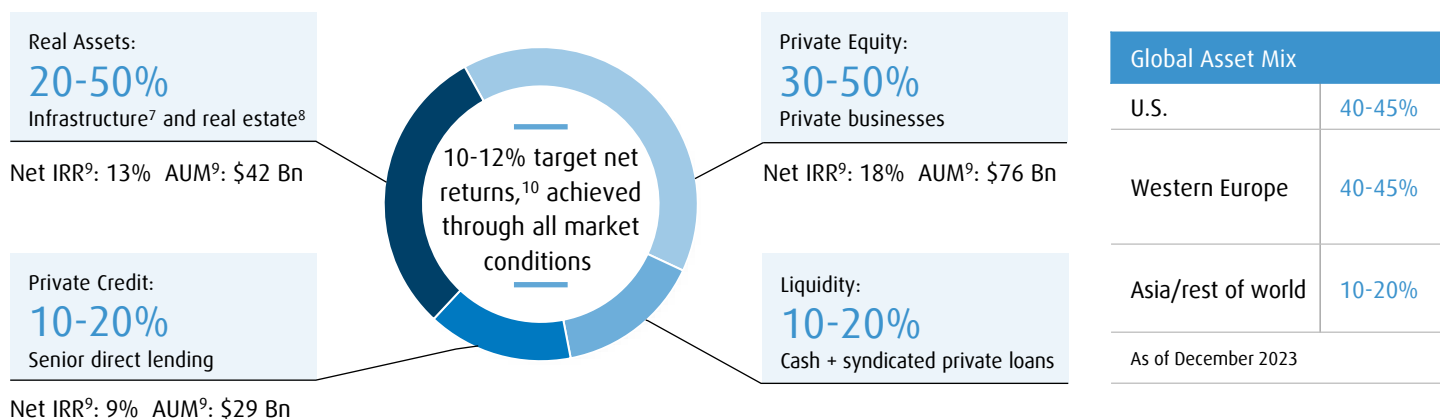 Real Assets:
20-50%
Infrastructure⁷ and real estate⁸
Net IRR⁹: 13%  AUM⁹: $42 Bn
Private Credit:
10-20%
Senior direct lending
Net IRR⁹: 9%  AUM⁹: $29 Bn
10-12% target net
returns,¹⁰ achieved
through all market
conditions
Private Equity:
30-50%
Private businesses
Net IRR⁹: 18%  AUM⁹: $76 Bn
Liquidity:
10-20%
Cash + syndicated private loans
Global Asset Mix
U.S. 40-45%
Western Europe 40-45%
Asia/rest of world 10-20%
As of December 2023